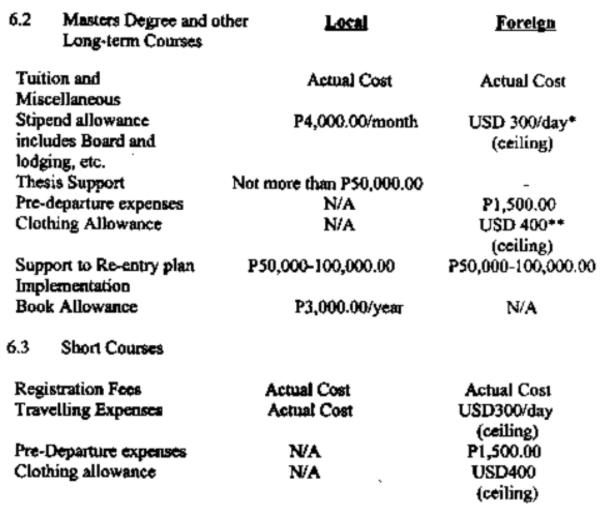 6.2 Masters Degree and other Local Foreign
Long-term Courses
Tuition and Actual Cost Actual Cost
Miscellaneous
Stipend allowance P4,000.00/month USD 300/day*
includes Board and (ceiling)
lodging, etc.
Thesis Support Not more than P50,000.00 -
Pre-departure expenses N/A P1,500.00
Clothing Allowance N/A USD 400**
(ceiling)
Support to Re-entry plan P50,000-100,000.00 P50,000-100,000.00
Implementation
Book Allowance P3,000.00/year N/A
6.3 Short Courses
Registration Fees Actual Cost Actual Cost
Travelling Expenses Actual Cost USD300/day
(ceiling)
Pre-Departure expenses N/A P1,500.00
Clothing allowance N/A USD400
(ceiling)